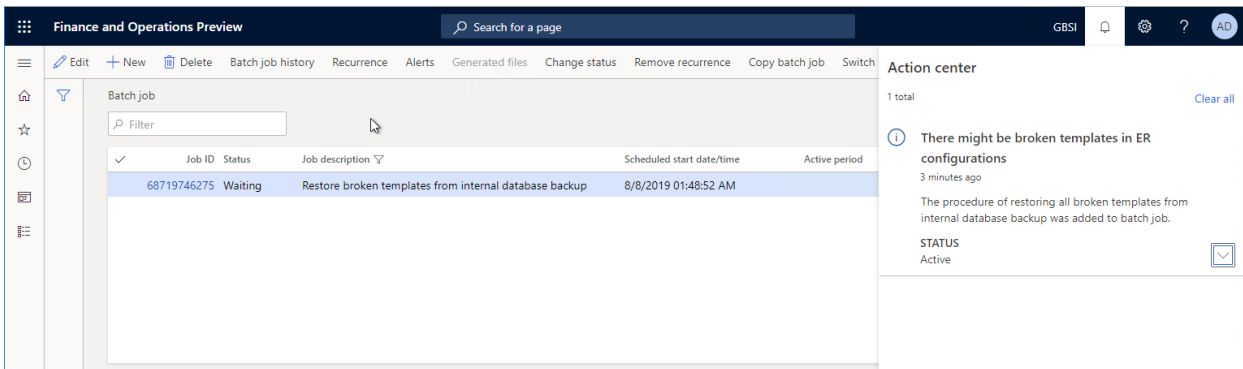 Finance and Operations Preview
Search for a page
GBSI
?
AD
Edit
New
Delete
Batch job history
Recurrence
Alerts
Generated files
Change status
Remove recurrence
Copy batch job
Switch
Batch job
Filter
Job ID
Status
Job description
Scheduled start date/time
Active period
68719746275
Waiting
Restore broken templates from internal database backup
8/8/2019 01:48:52 AM
Action center
1 total
Clear all
There might be broken templates in ER
configurations
3 minutes ago
The procedure of restoring all broken templates from
internal database backup was added to batch job.
STATUS
Active